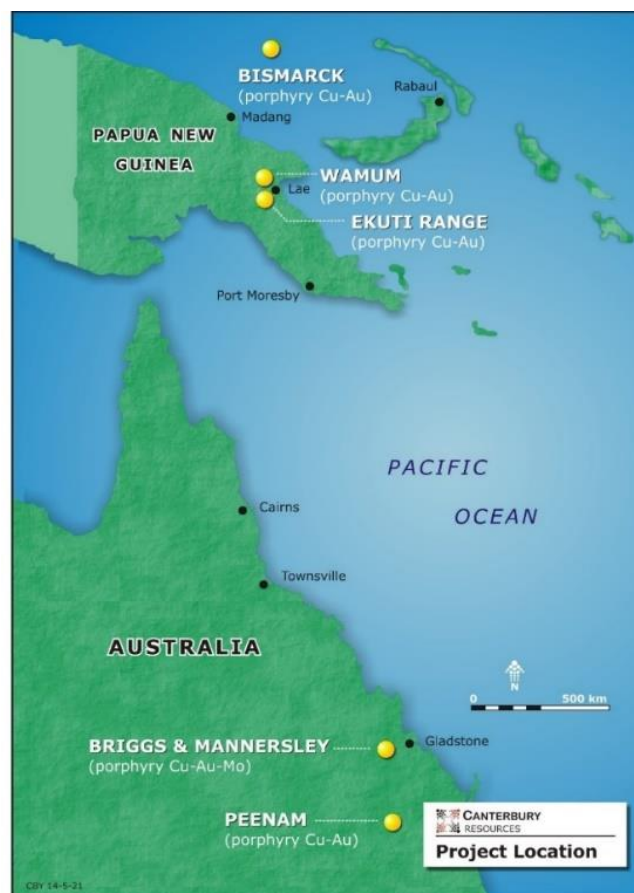 BISMARCK
(porphyry Cu-Au)
Rabaul
Madang
PAPUA NEW
GUINEA
WAMUM
(porphyry Cu-Au)
Lae
EKUTI RANGE
(porphyry Cu-Au)
Port Moresby
PACIFIC
OCEAN
Cairns
Townsville
AUSTRALIA
N
0 500 km
BRIGGS & MANNERSLEY
(porphyry Cu-Au-Mo)
Gladstone
PEENAM
(porphyry Cu-Au)
CANTERBURY
RESOURCES
Project Location
CBY 14-5-21